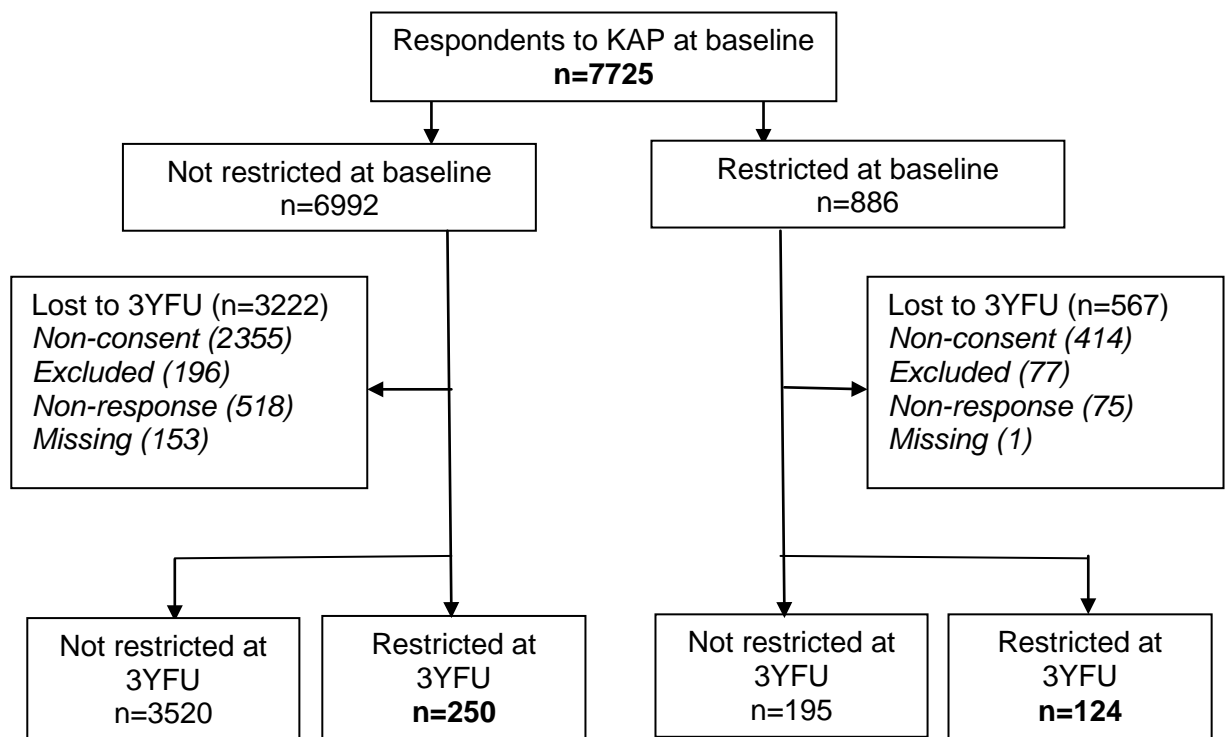 Respondents to KAP at baseline
n=7725
Not restricted at baseline
n=6992
Restricted at baseline
n=886
Lost to 3YFU (n=3222)
Non-consent (2355)
Excluded (196)
Non-response (518)
Missing (153)
Lost to 3YFU (n=567)
Non-consent (414)
Excluded (77)
Non-response (75)
Missing (1)
Not restricted at
3YFU
n=3520
Restricted at
3YFU
n=250
Not restricted at
3YFU
n=195
Restricted at
3YFU
n=124